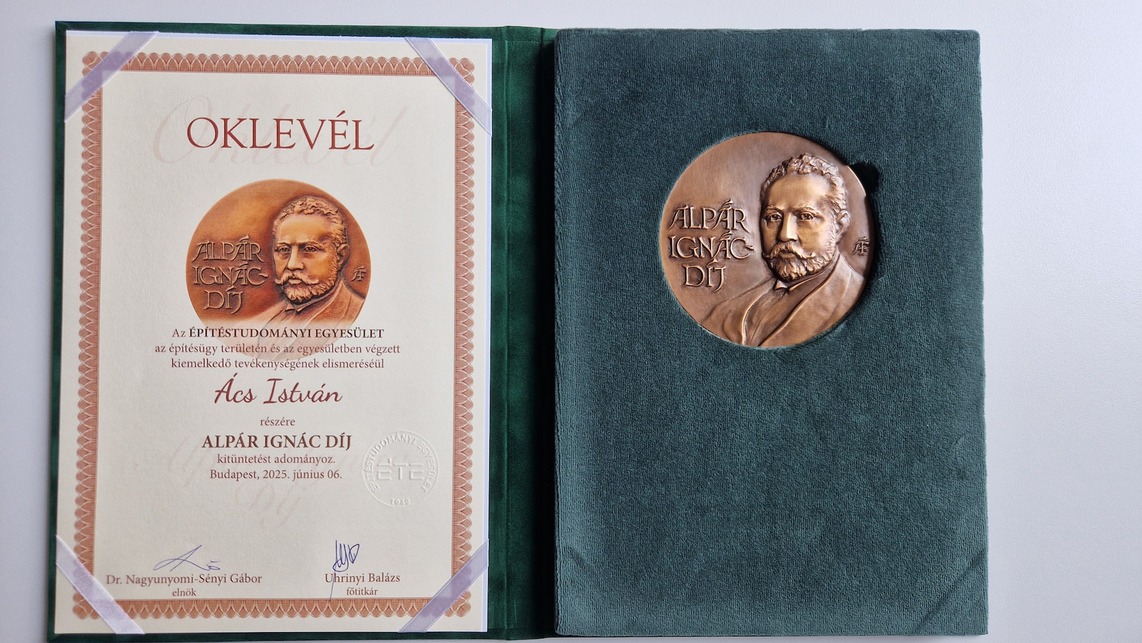 OKLEVÉL
ALPÁR
IGNÁC-
DÍJ
Az ÉPÍTÉSTUDOMÁNYI EGYESÜLET
az építésügy területén és az egyesületben végzett
kiemelkedő tevékenységének elismeréséül
Ács István
részére
ALPÁR IGNÁC DÍJ
kitüntetést adományoz.
Budapest, 2025. június 06.
ÉPÍTÉSTUDOMÁNYI EGYESÜLET
ÉTE
Dr. Nagyunyomi-Sényi Gábor
elnök
Uhrinyi Balázs
főtitkár
ALPÁR
IGNÁC-
DÍJ